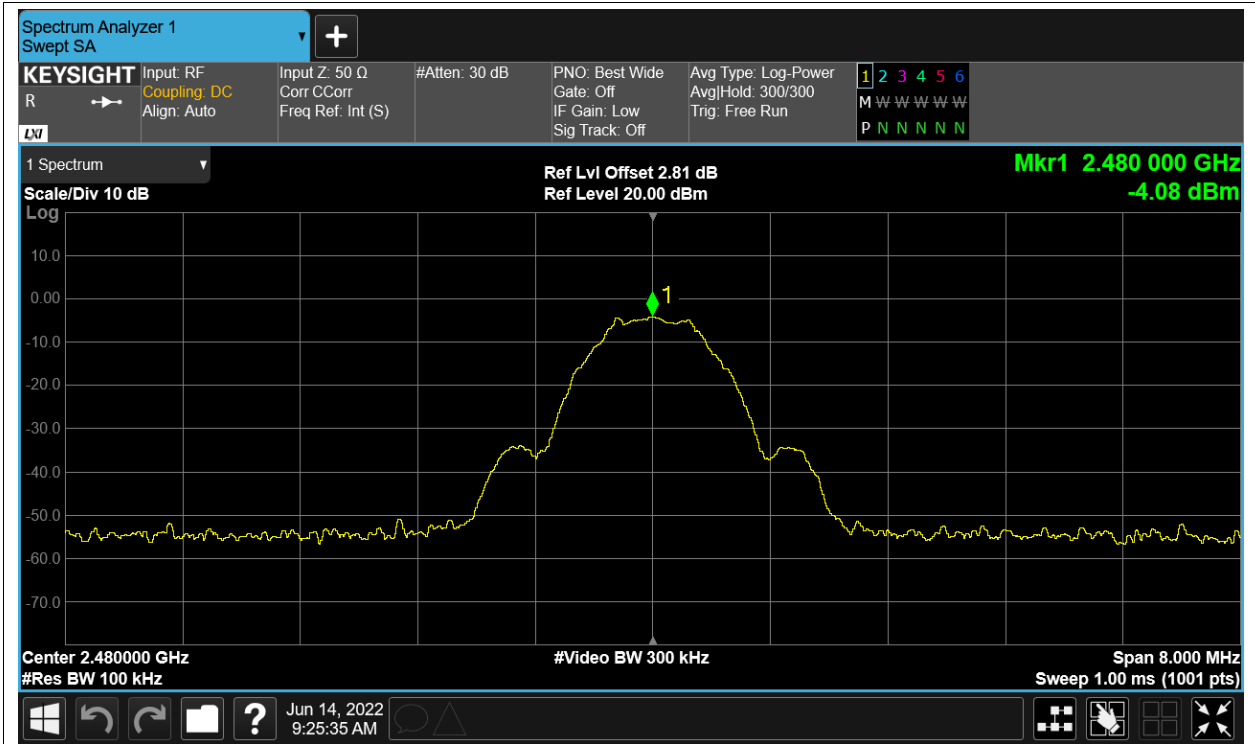 Spectrum Analyzer 1
Swept SA
KEYSIGHT
R
LXI
Input: RF
Coupling: DC
Align: Auto
Input Z: 50 Ω
Corr CCorr
Freq Ref: Int (S)
#Atten: 30 dB
PNO: Best Wide
Gate: Off
IF Gain: Low
Sig Track: Off
Avg Type: Log-Power
Avg|Hold: 300/300
Trig: Free Run
1 2 3 4 5 6
M W W W W W
P N N N N N
1 Spectrum
Scale/Div 10 dB
Log
Ref Lvl Offset 2.81 dB
Ref Level 20.00 dBm
Mkr1 2.480 000 GHz
-4.08 dBm
10.0
0.00
-10.0
-20.0
-30.0
-40.0
-50.0
-60.0
-70.0
1
Center 2.480000 GHz
#Res BW 100 kHz
#Video BW 300 kHz
Span 8.000 MHz
Sweep 1.00 ms (1001 pts)
?
Jun 14, 2022
9:25:35 AM